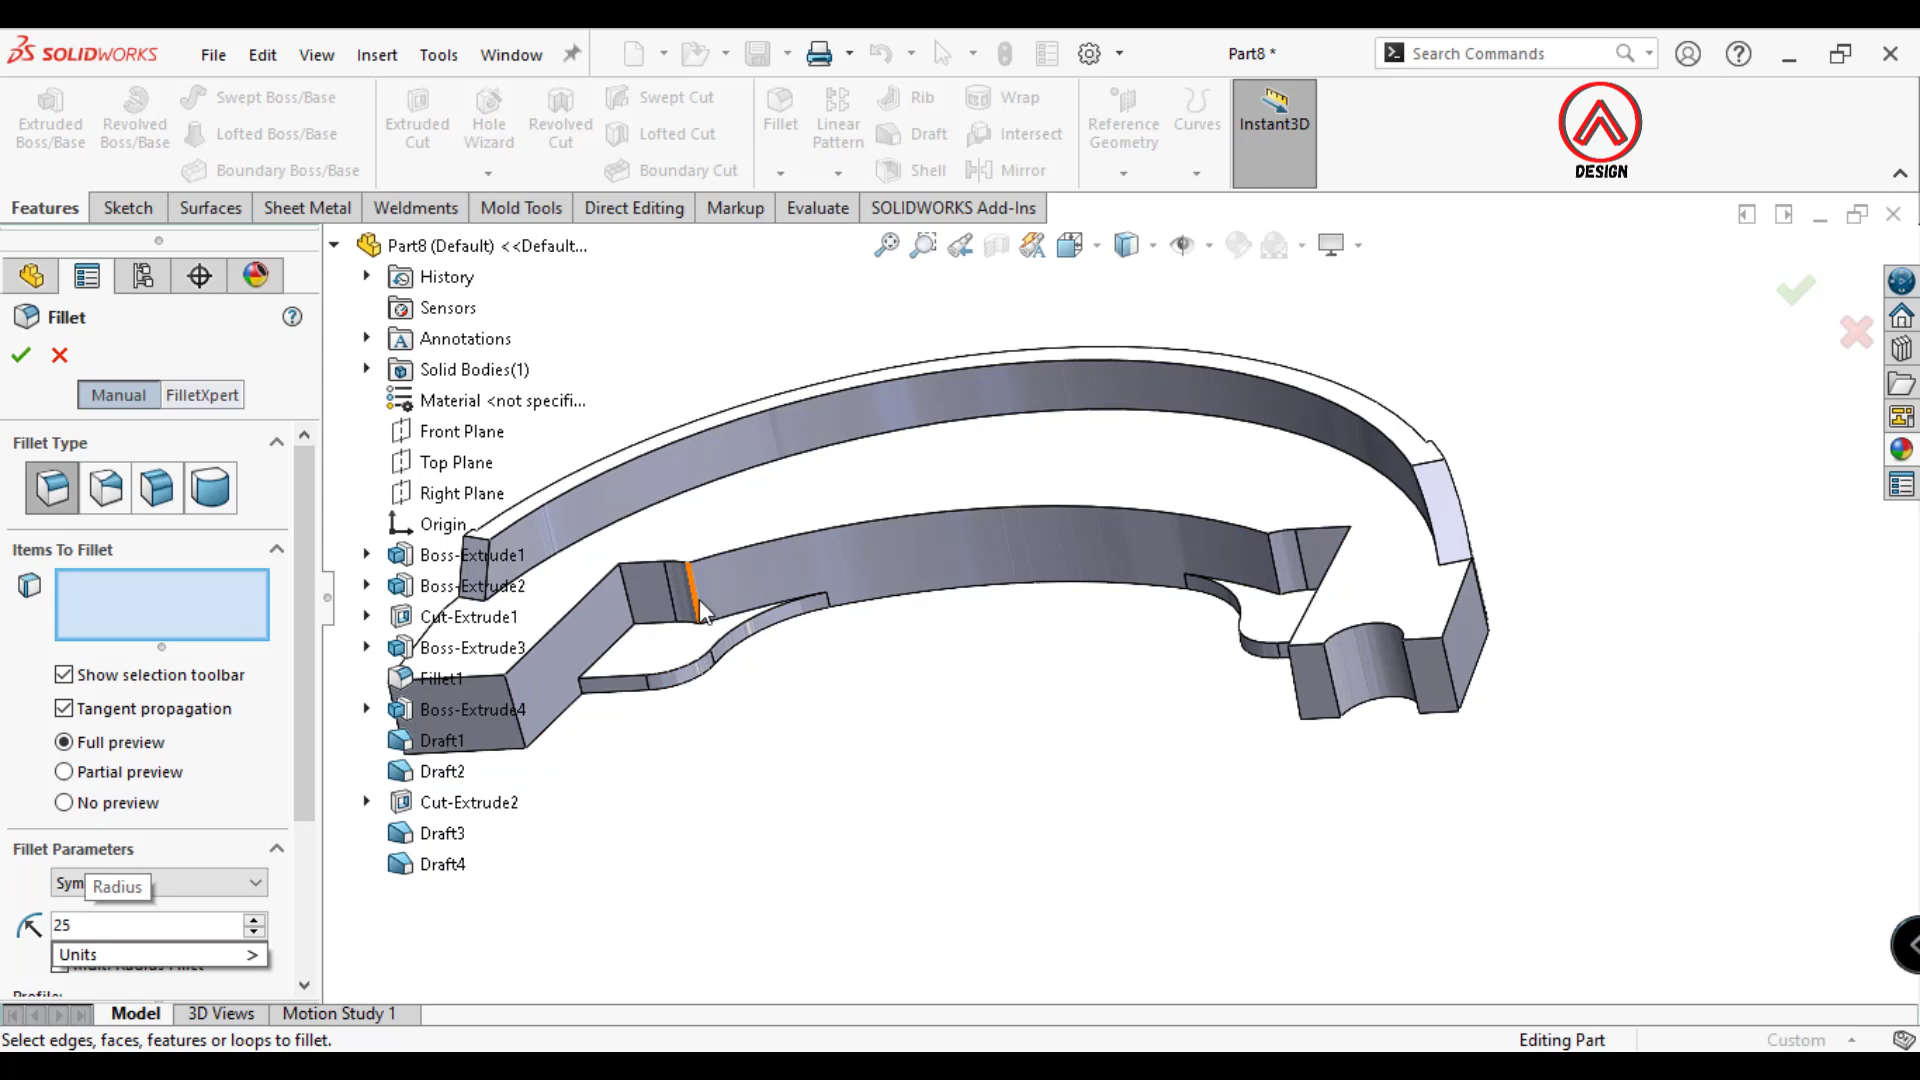 SOLIDWORKS File Edit View Insert Tools Window Part8 * Search Commands
Extruded Boss/Base
Revolved Boss/Base
Swept Boss/Base
Lofted Boss/Base
Boundary Boss/Base
Extruded Cut
Hole Wizard
Revolved Cut
Swept Cut
Lofted Cut
Boundary Cut
Fillet
Linear Pattern
Rib
Draft
Shell
Wrap
Intersect
Mirror
Reference Geometry
Curves
Instant3D
DESIGN
Features Sketch Surfaces Sheet Metal Weldments Mold Tools Direct Editing Markup Evaluate SOLIDWORKS Add-Ins
Fillet
Manual FilletXpert
Fillet Type
Items To Fillet
Show selection toolbar
Tangent propagation
Full preview
Partial preview
No preview
Fillet Parameters
Sym
Radius
25
Units >
Part8 (Default) <<Default...
History
Sensors
Annotations
Solid Bodies(1)
Material <not specifi...
Front Plane
Top Plane
Right Plane
Origin
Boss-Extrude1
Boss-Extrude2
Cut-Extrude1
Boss-Extrude3
Fillet1
Boss-Extrude4
Draft1
Draft2
Cut-Extrude2
Draft3
Draft4
Model 3D Views Motion Study 1
Select edges, faces, features or loops to fillet. Editing Part Custom